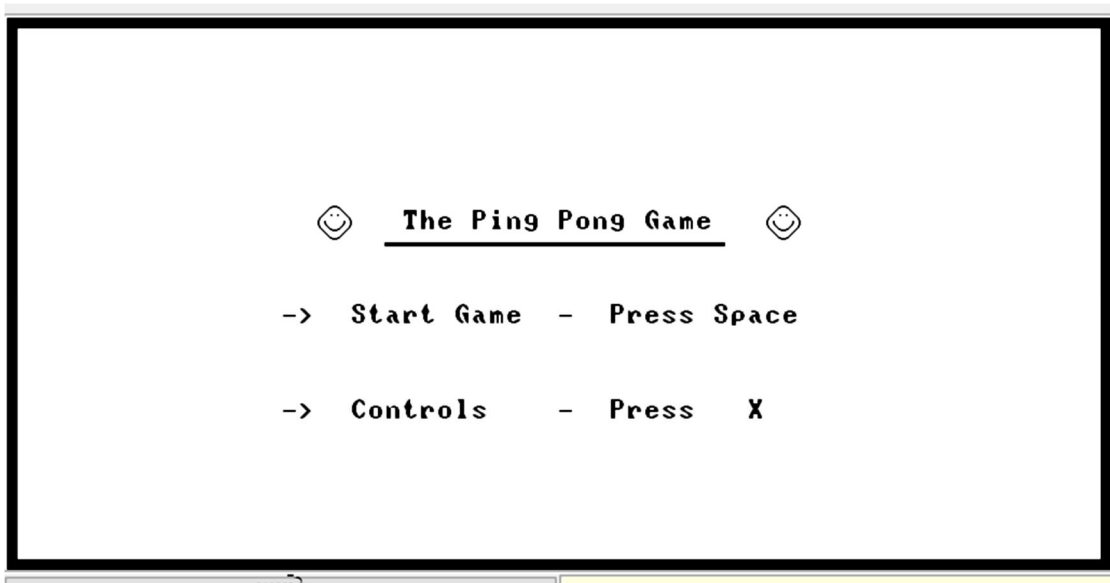 The Ping Pong Game
-> Start Game - Press Space
-> Controls - Press X